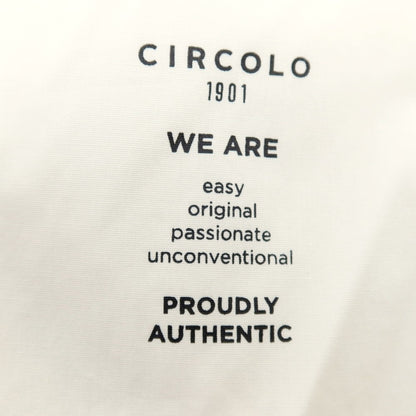 CIRCOLO
1901
WE ARE
easy
original
passionate
unconventional
PROUDLY
AUTHENTIC